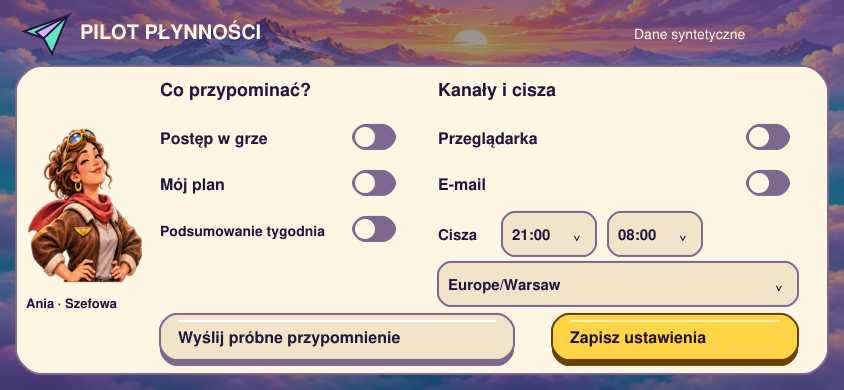 PILOT PŁYNNOŚCI
Dane syntetyczne
Co przypominać?
Postęp w grze
Mój plan
Podsumowanie tygodnia
Kanały i cisza
Przeglądarka
E-mail
Cisza
21:00
08:00
Europe/Warsaw
Ania · Szefowa
Wyślij próbne przypomnienie
Zapisz ustawienia